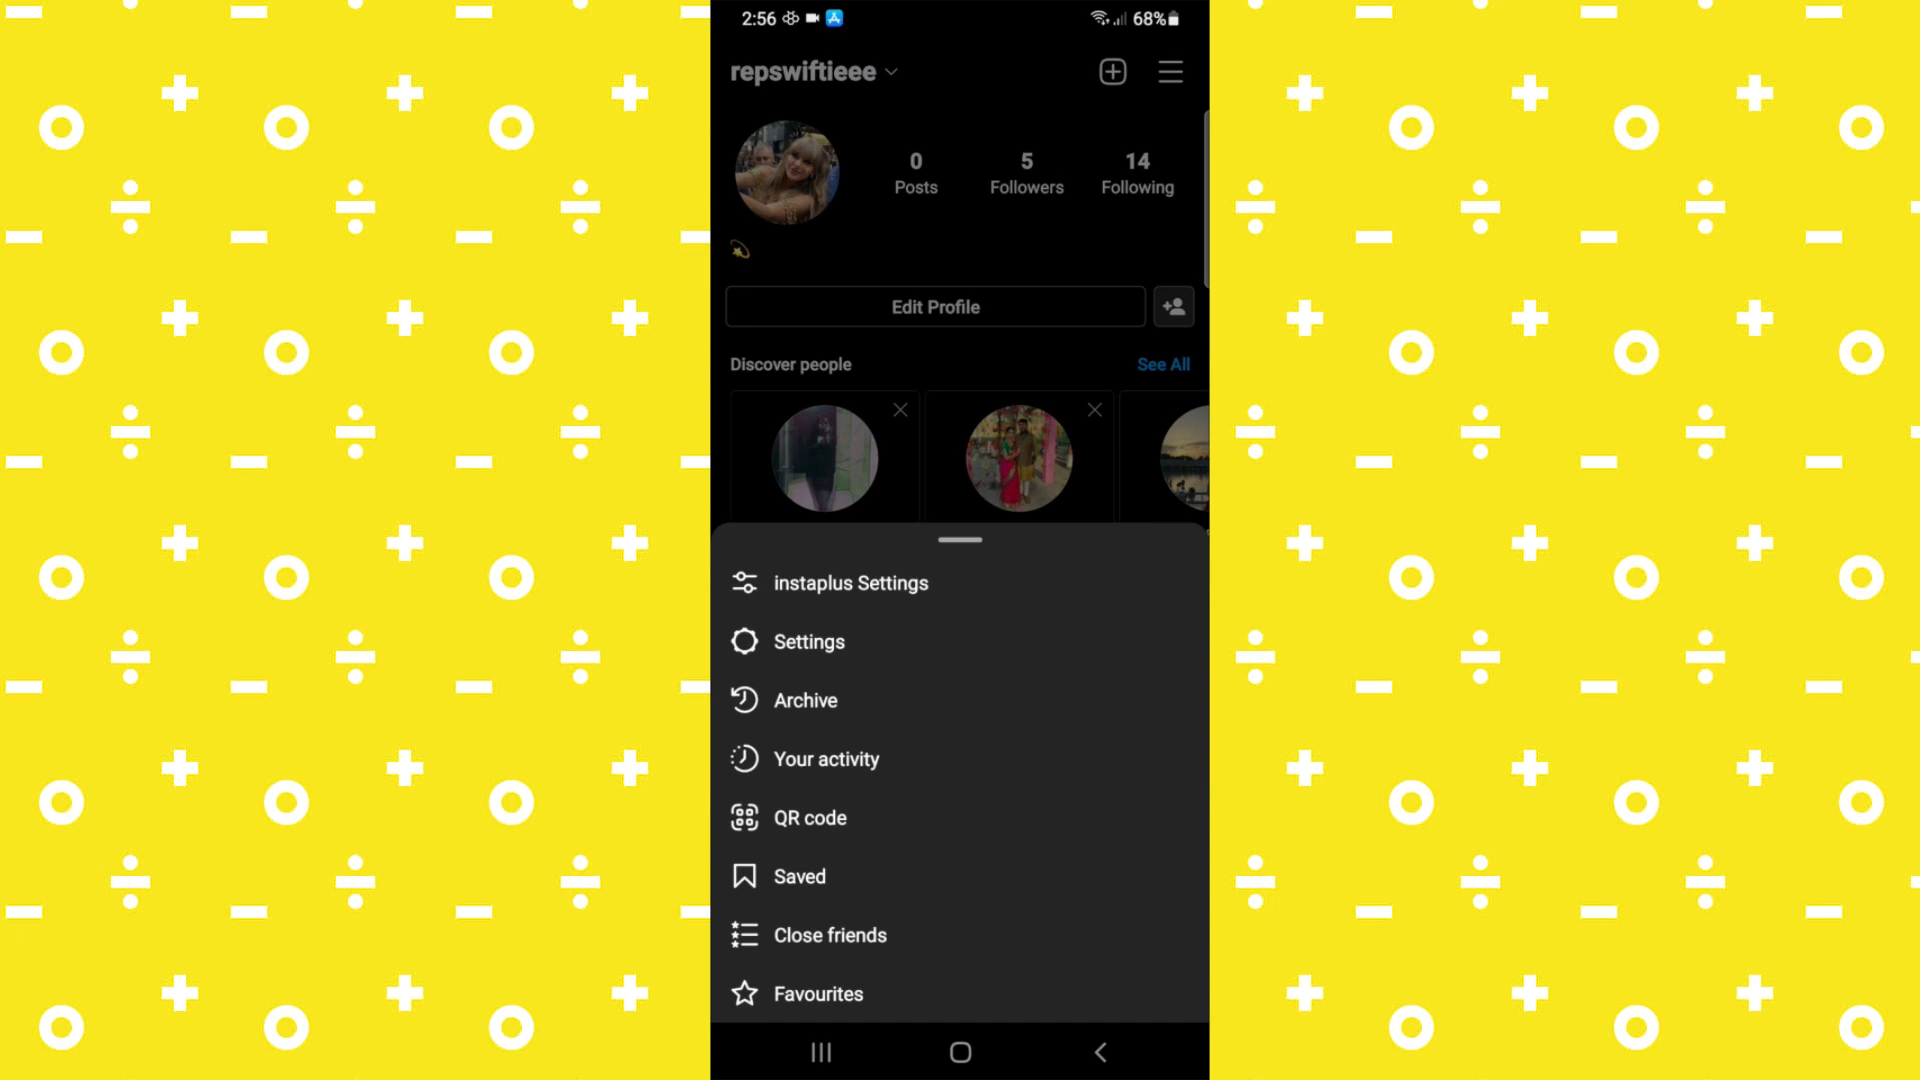 2:56
68%
repswiftieee
0
Posts
5
Followers
14
Following
Edit Profile
Discover people
See All
instaplus Settings
Settings
Archive
Your activity
QR code
Saved
Close friends
Favourites